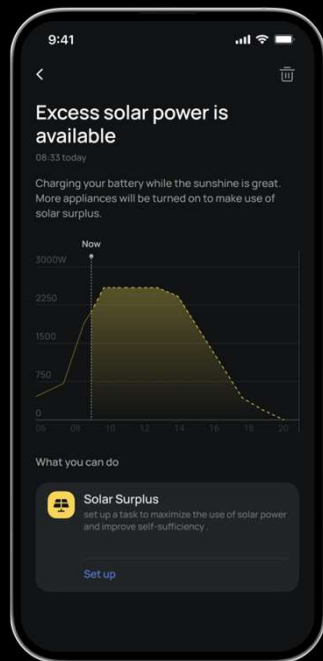 9:41
Excess solar power is
available
08:33 today
Charging your battery while the sunshine is great.
More appliances will be turned on to make use of
solar surplus.
Now
3000W
2250
1500
750
0
06 08 10 12 14 16 18 20
What you can do
Solar Surplus
set up a task to maximize the use of solar power
and improve self-sufficiency .
Set up